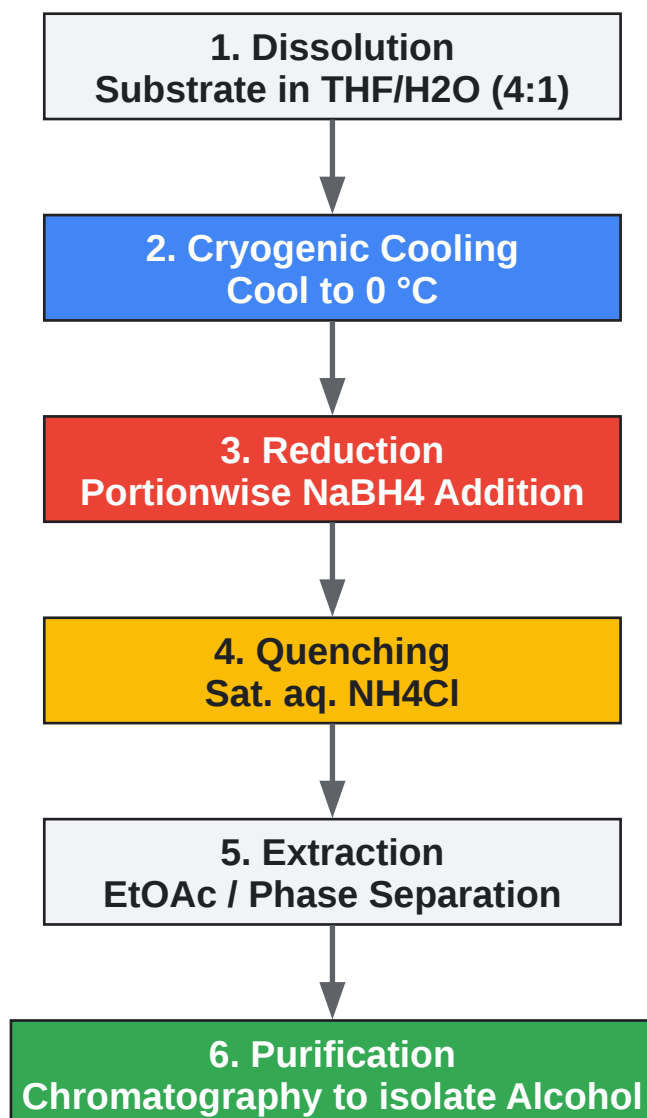 1. Dissolution
Substrate in THF/H2O (4:1)
2. Cryogenic Cooling
Cool to 0 °C
3. Reduction
Portionwise NaBH4 Addition
4. Quenching
Sat. aq. NH4Cl
5. Extraction
EtOAc / Phase Separation
6. Purification
Chromatography to isolate Alcohol